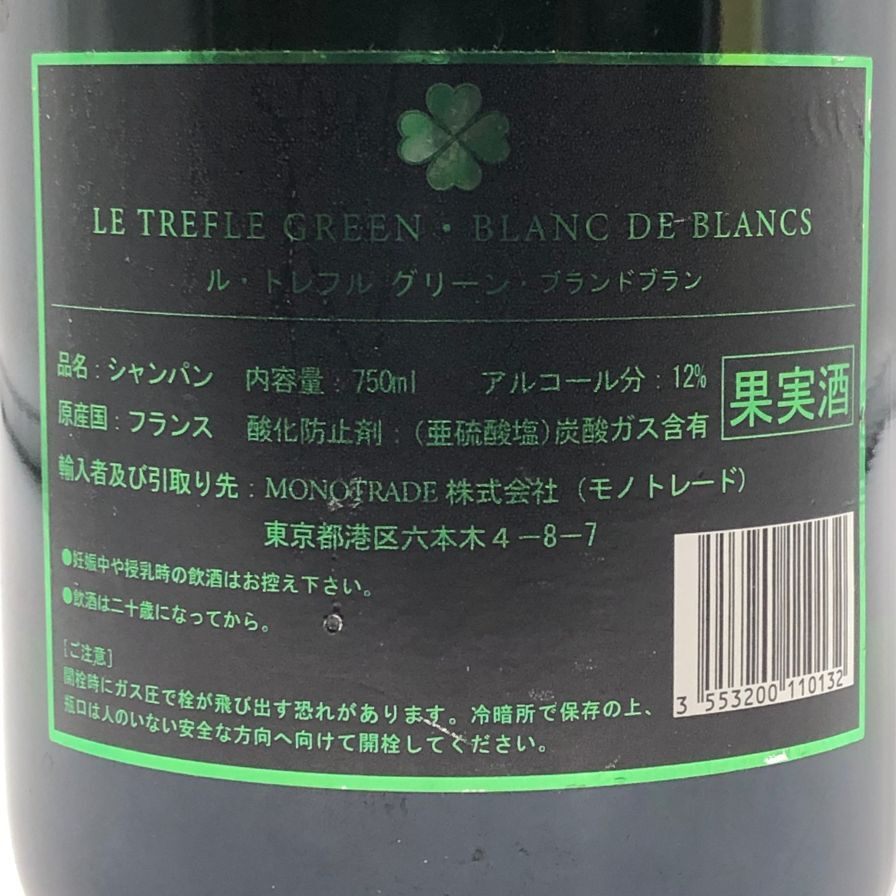 LE TREFLE GREEN・BLANC DE BLANCS
ル・トレフル グリーン・ブランドブラン
品名：シャンパン 内容量：750ml アルコール分：12%
原産国：フランス 酸化防止剤：（亜硫酸塩）炭酸ガス含有
果実酒
輸入者及び引取り先：MONOTRADE 株式会社（モノトレード）
東京都港区六本木４－８－７
●妊娠中や授乳時の飲酒はお控え下さい。
●飲酒は二十歳になってから。
［ご注意］
開栓時にガス圧で栓が飛び出す恐れがあります。冷暗所で保存の上、
瓶口は人のいない安全な方向へ向けて開栓してください。
3 553200 110132